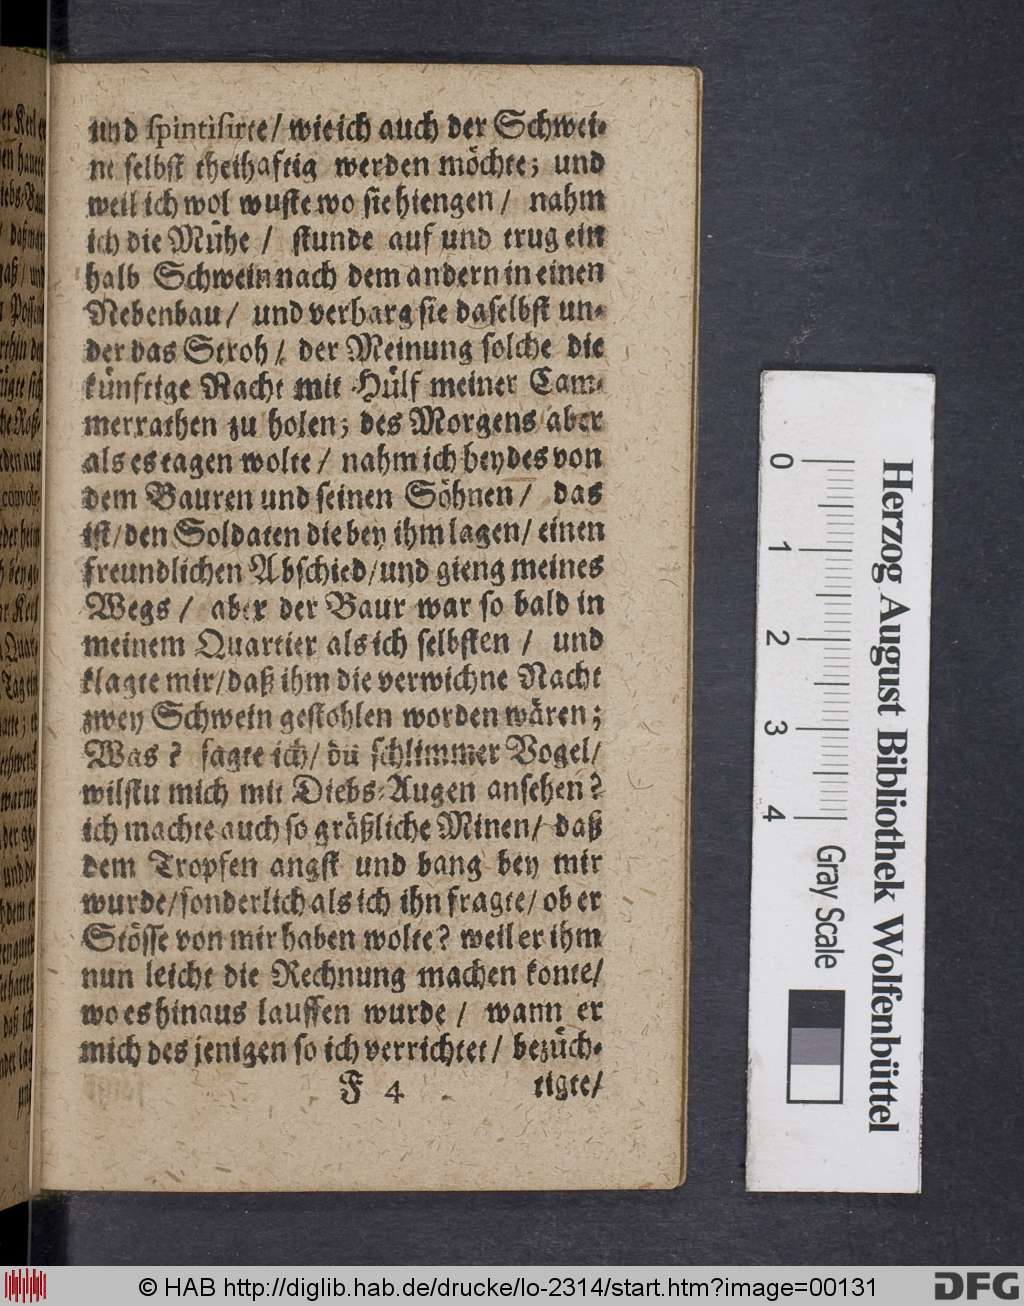 und spintisirte/ wie ich auch der Schwei-
ne selbst theihaftig werden möchte; und
weil ich wol wuste wo sie hiengen/ nahm
ich die Mühe/ stunde auf und trug ein
halb Schwein nach dem andern in einen
Nebenbau/ und verbarg sie daselbst un-
der das Stroh/ der Meinung solche die
künftige Nacht mit Hülf meiner Cam-
merrathen zu holen; des Morgens aber
als es tagen wolte/ nahm ich beydes von
dem Bauren und seinen Söhnen/ das
ist/ den Soldaten die bey ihm lagen/ einen
freundlichen Abschied/ und gieng meines
Wegs/ aber der Baur war so bald in
meinem Quartier als ich selbsten/ und
klagte mir/ daß ihm die verwichne Nacht
zwey Schwein gestohlen worden wären;
Was? sagte ich/ du schlimmer Vogel/
wilstu mich mit Diebs-Augen ansehen?
ich machte auch so gräßliche Minen/ daß
dem Tropfen angst und bang bey mir
wurde/ sonderlich als ich ihn fragte/ ob er
Stösse von mir haben wolte? weil er ihm
nun leicht die Rechnung machen konte/
wo es hinaus lauffen wurde/ wann er
mich des jenigen so ich verrichtet/ bezüch-
F 4 tigte/
Herzog August Bibliothek Wolfenbüttel
0 1 2 3 4 Gray Scale
© HAB http://diglib.hab.de/drucke/lo-2314/start.htm?image=00131
DFG